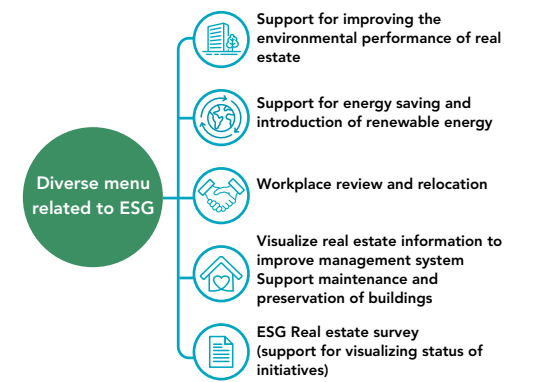 Support for improving the
environmental performance of real
estate
Support for energy saving and
introduction of renewable energy
Diverse menu
related to ESG
Workplace review and relocation
Visualize real estate information to
improve management system
Support maintenance and
preservation of buildings
ESG Real estate survey
(support for visualizing status of
initiatives)